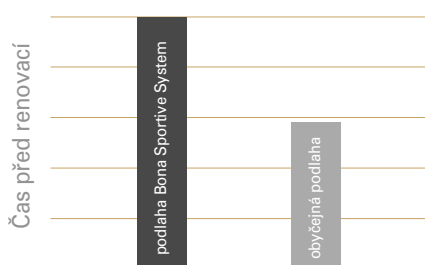 Čas před renovací
podlaha Bona Sportive System
obyčejná podlaha